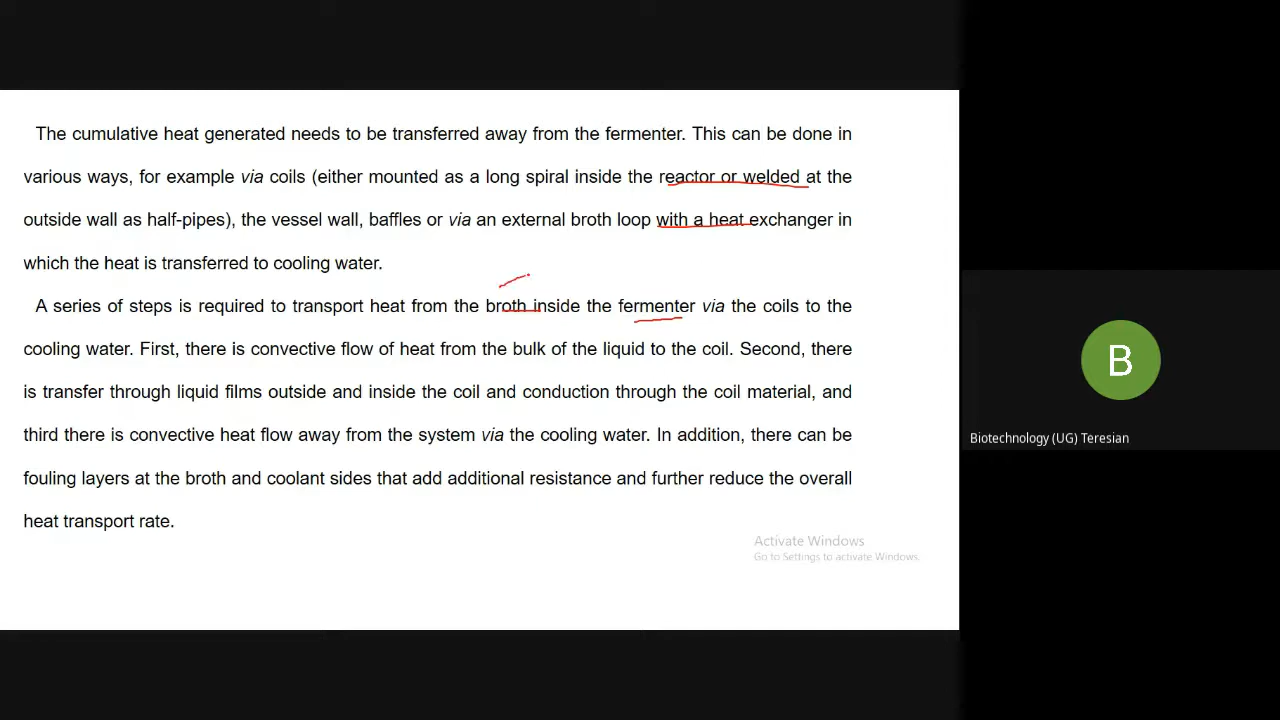 The cumulative heat generated needs to be transferred away from the fermenter. This can be done in
various ways, for example via coils (either mounted as a long spiral inside the reactor or welded at the
outside wall as half-pipes), the vessel wall, baffles or via an external broth loop with a heat exchanger in
which the heat is transferred to cooling water.
A series of steps is required to transport heat from the broth inside the fermenter via the coils to the
cooling water. First, there is convective flow of heat from the bulk of the liquid to the coil. Second, there
is transfer through liquid films outside and inside the coil and conduction through the coil material, and
third there is convective heat flow away from the system via the cooling water. In addition, there can be
fouling layers at the broth and coolant sides that add additional resistance and further reduce the overall
heat transport rate.
Activate Windows
Go to Settings to activate Windows.
B
Biotechnology (UG) Teresian